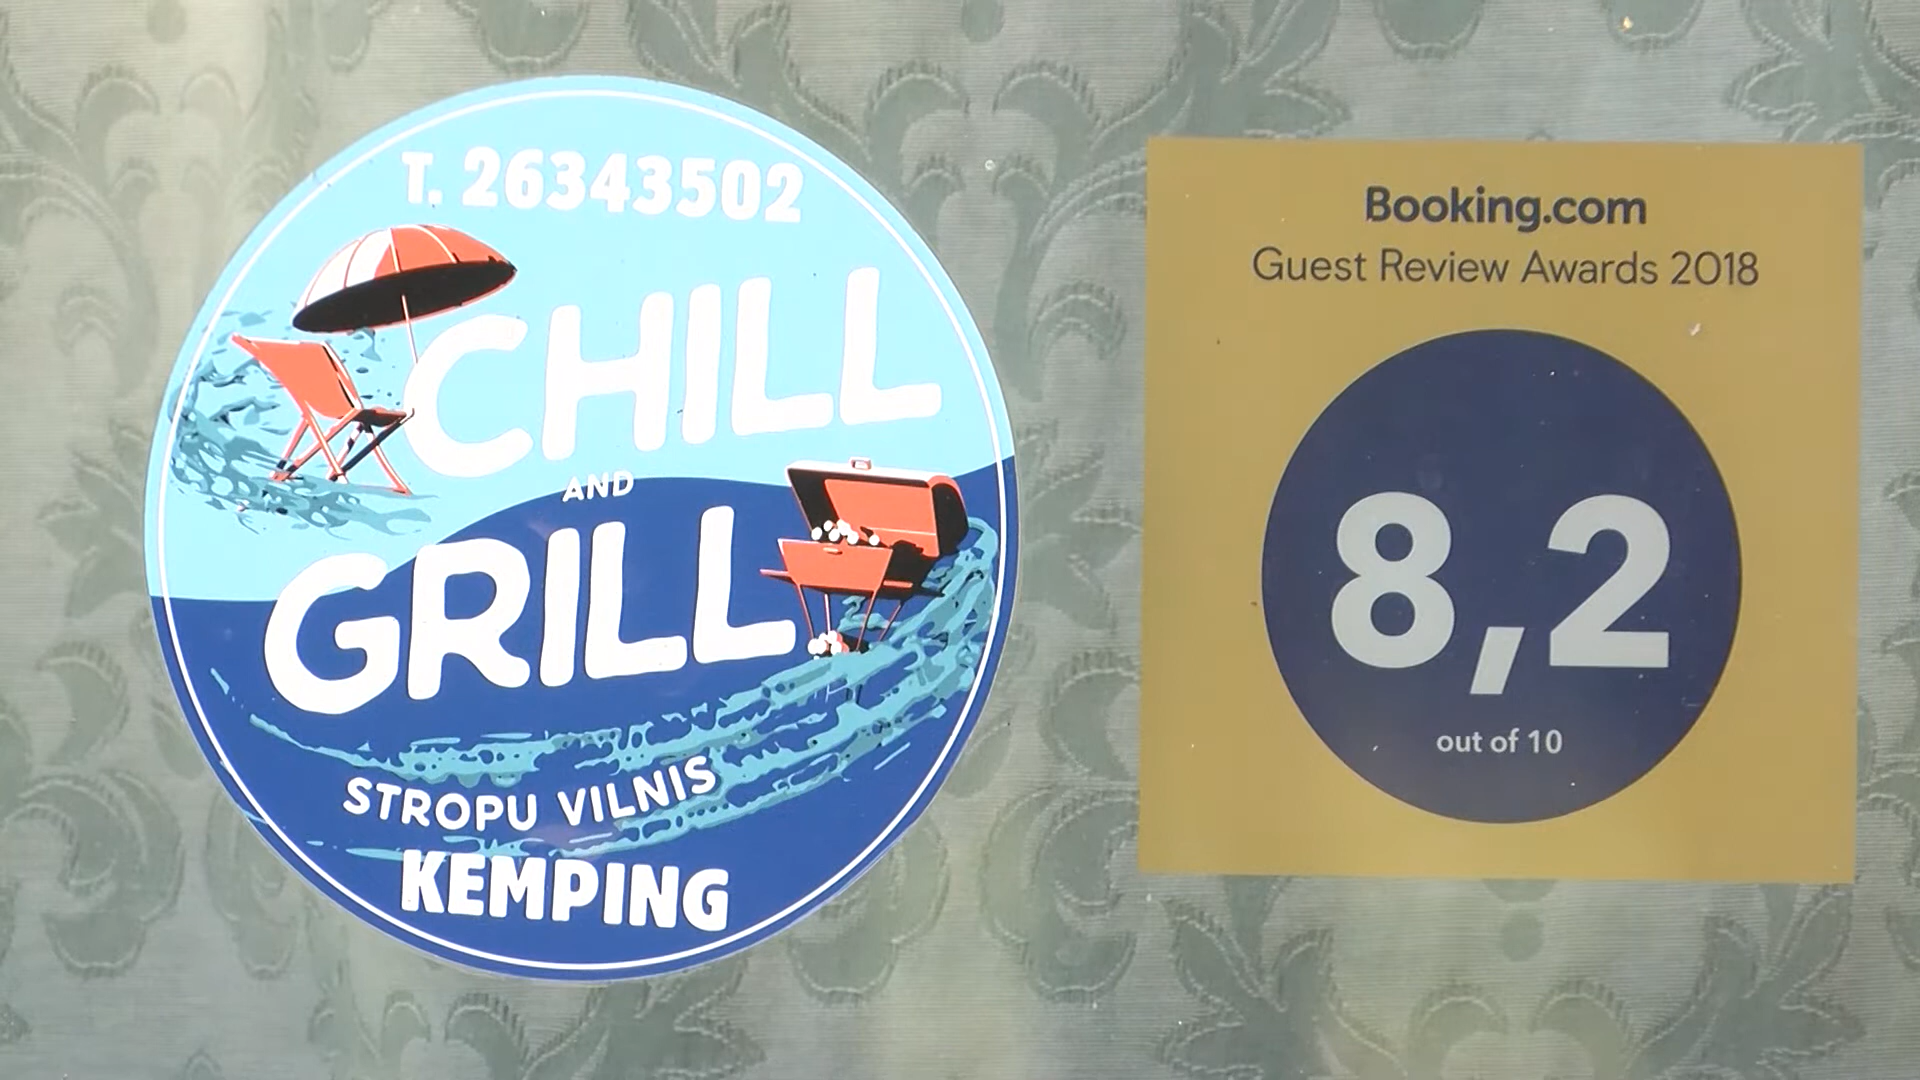 T. 26343502
CHILL
AND
GRILL
STROPU VILNIS
KEMPING
Booking.com
Guest Review Awards 2018
8,2
out of 10